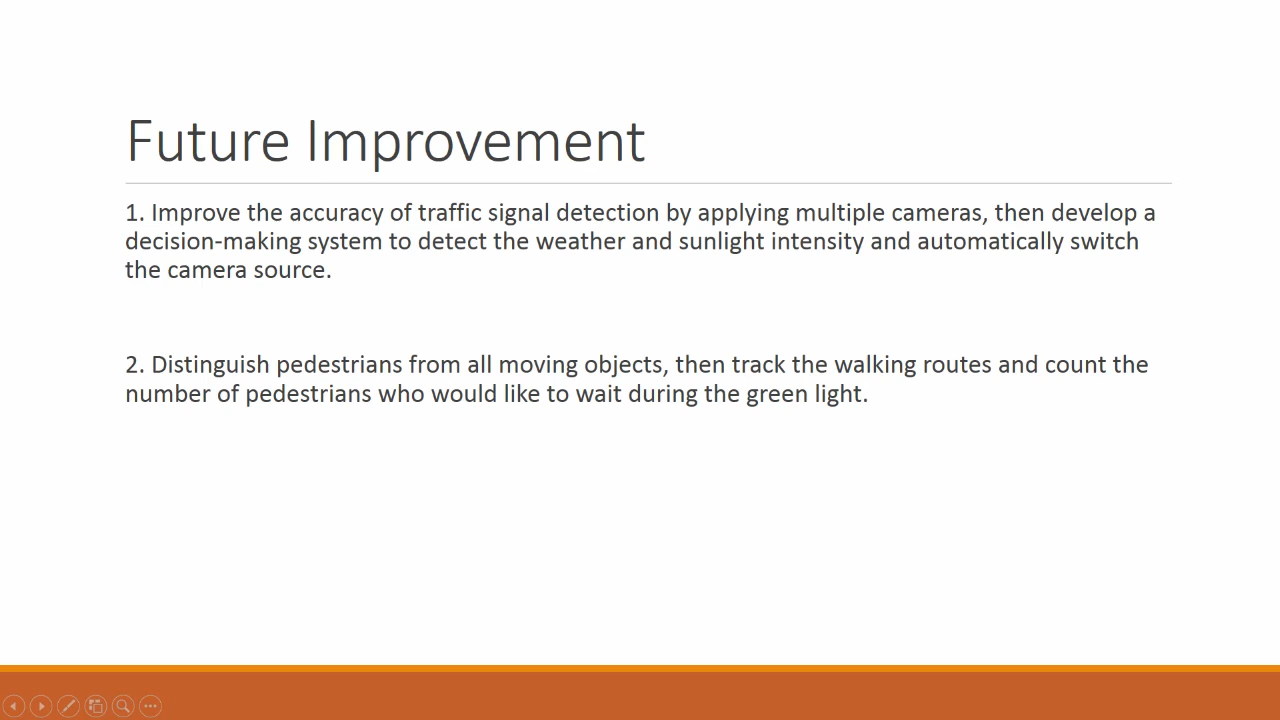 Future Improvement
1. Improve the accuracy of traffic signal detection by applying multiple cameras, then develop a
decision-making system to detect the weather and sunlight intensity and automatically switch
the camera source.
2. Distinguish pedestrians from all moving objects, then track the walking routes and count the
number of pedestrians who would like to wait during the green light.